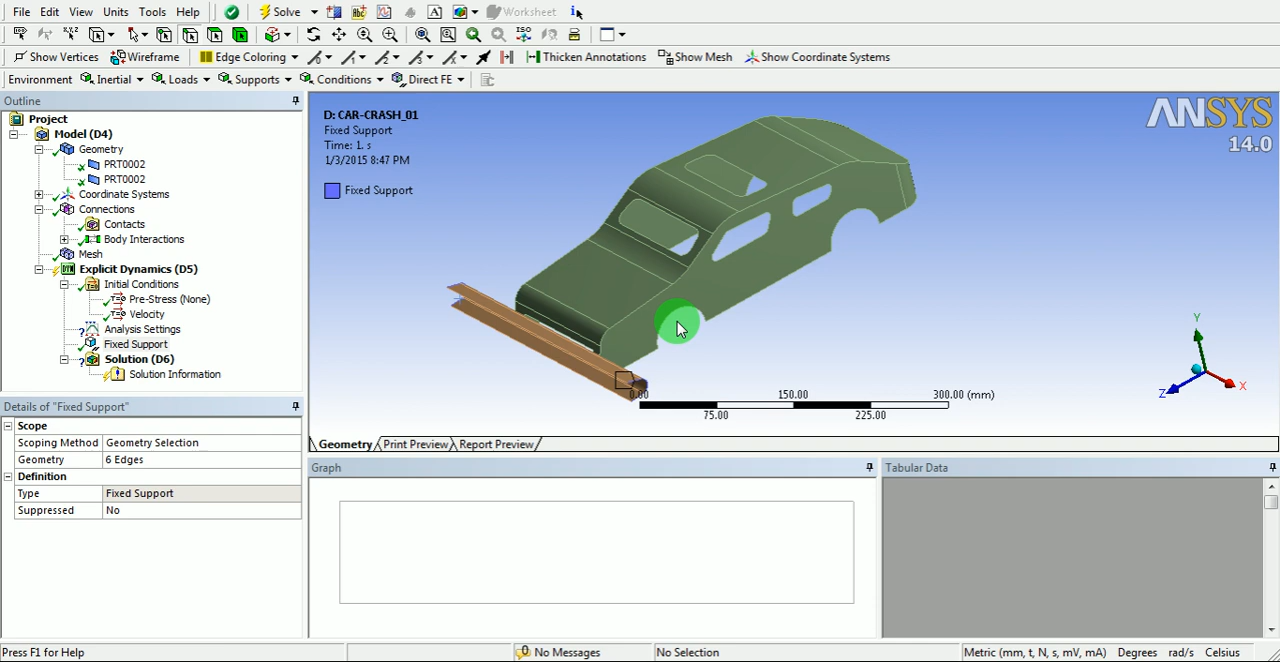 File Edit View Units Tools Help Solve Worksheet
ISO
Show Vertices Wireframe Edge Coloring Thicken Annotations Show Mesh Show Coordinate Systems
Environment Inertial Loads Supports Conditions Direct FE
Outline
Project
Model (D4)
Geometry
PRT0002
PRT0002
Coordinate Systems
Connections
Contacts
Body Interactions
Mesh
Explicit Dynamics (D5)
Initial Conditions
Pre-Stress (None)
Velocity
Analysis Settings
Fixed Support
Solution (D6)
Solution Information
Details of "Fixed Support"
Scope
Scoping Method Geometry Selection
Geometry 6 Edges
Definition
Type Fixed Support
Suppressed No
D: CAR-CRASH_01
Fixed Support
Time: 1. s
1/3/2015 8:47 PM
Fixed Support
ANSYS
14.0
Y
Z X
0.00 150.00 300.00 (mm)
75.00 225.00
Geometry Print Preview Report Preview
Graph
Tabular Data
Press F1 for Help No Messages No Selection Metric (mm, t, N, s, mV, mA) Degrees rad/s Celsius